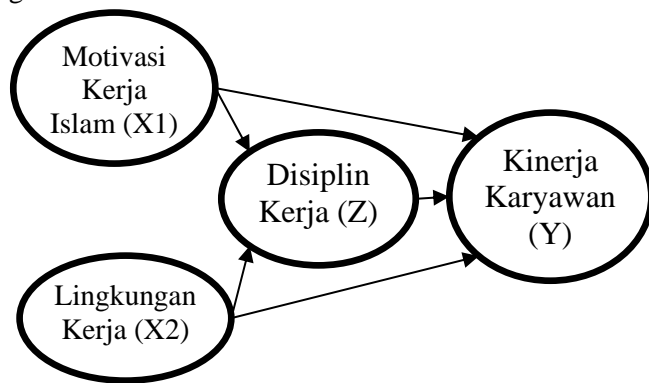 Motivasi
Kerja
Islam (X1)
Disiplin
Kerja (Z)
Kinerja
Karyawan
(Y)
Lingkungan
Kerja (X2)